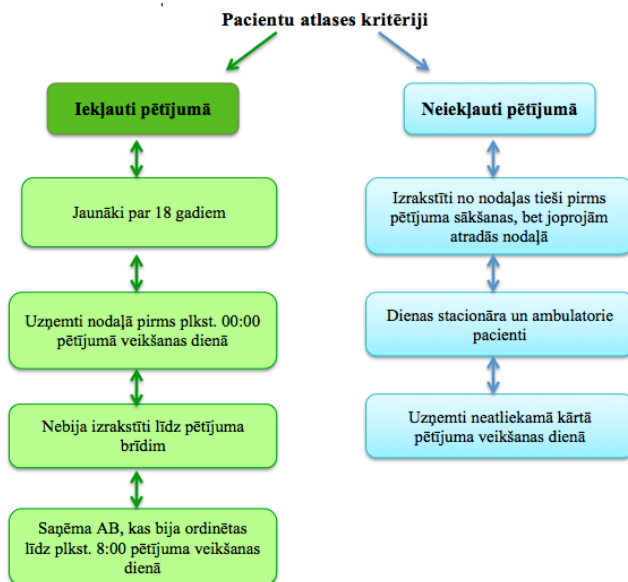 Pacientu atlases kritēriji
Iekļauti pētījumā
Jaunāki par 18 gadiem
Uzņemti nodaļā pirms plkst. 00:00
pētījumā veikšanas dienā
Nebija izrakstīti līdz pētījuma
brīdim
Saņēma AB, kas bija ordinētas
līdz plkst. 8:00 pētījuma veikšanas
dienā
Neiekļauti pētījumā
Izrakstīti no nodaļas tieši pirms
pētījuma sākšanas, bet joprojām
atradās nodaļā
Dienas stacionāra un ambulatorie
pacienti
Uzņemti neatliekamā kārtā
pētījuma veikšanas dienā